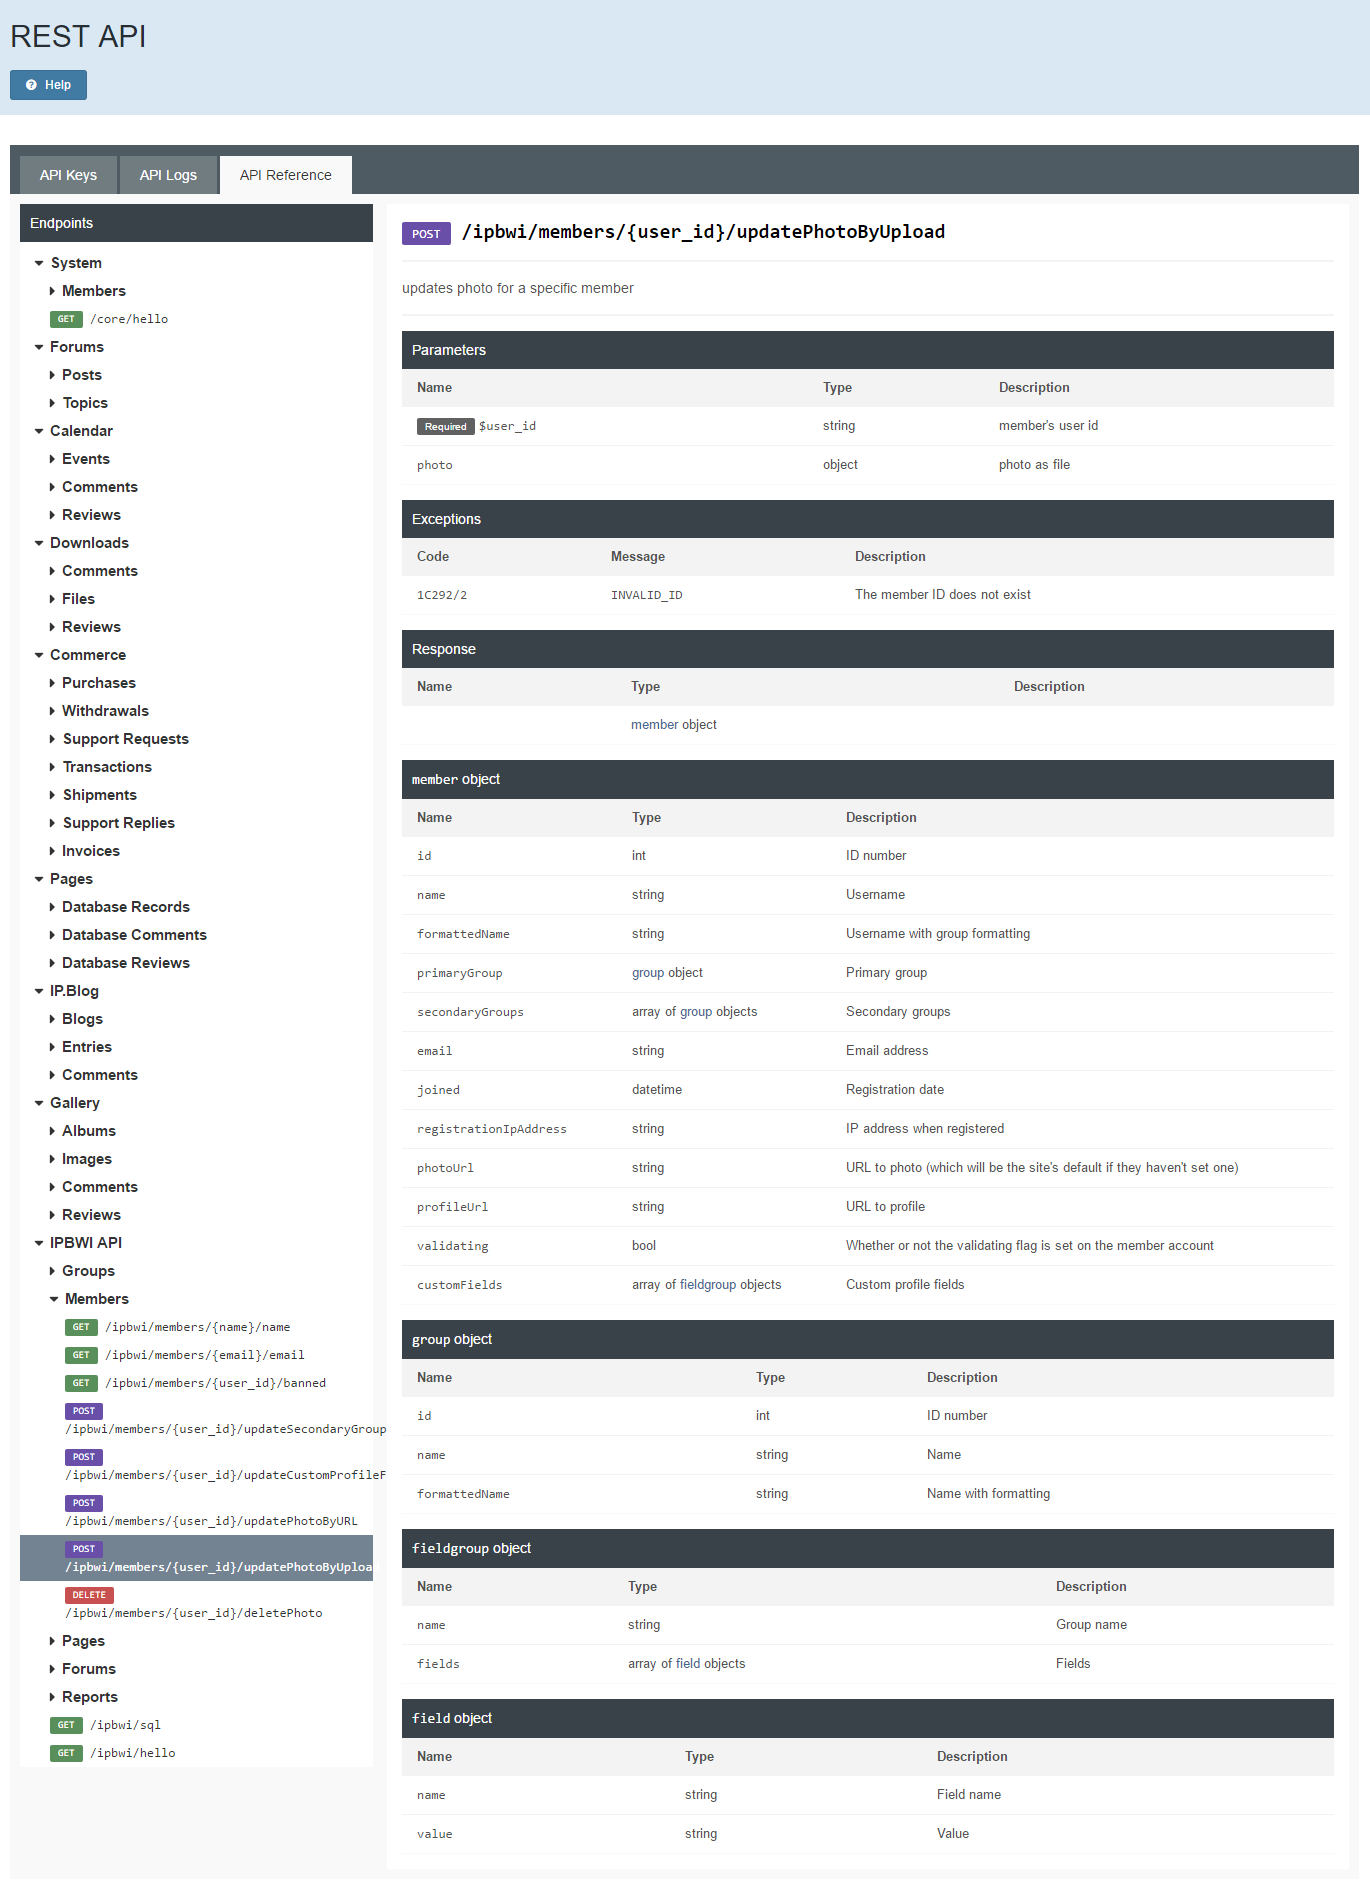 REST API
Help
API Keys
API Logs
API Reference
Endpoints
System
Members
GET /core/hello
Forums
Posts
Topics
Calendar
Events
Comments
Reviews
Downloads
Comments
Files
Reviews
Commerce
Purchases
Withdrawals
Support Requests
Transactions
Shipments
Support Replies
Invoices
Pages
Database Records
Database Comments
Database Reviews
IP.Blog
Blogs
Entries
Comments
Gallery
Albums
Images
Comments
Reviews
IPBWI API
Groups
Members
GET /ipbwi/members/{name}/name
GET /ipbwi/members/{email}/email
GET /ipbwi/members/{user_id}/banned
POST
/ipbwi/members/{user_id}/updateSecondaryGroup
POST
/ipbwi/members/{user_id}/updateCustomProfileF
POST
/ipbwi/members/{user_id}/updatePhotoByURL
POST
/ipbwi/members/{user_id}/updatePhotoByUpload
DELETE
/ipbwi/members/{user_id}/deletePhoto
Pages
Forums
Reports
GET /ipbwi/sql
GET /ipbwi/hello
POST /ipbwi/members/{user_id}/updatePhotoByUpload
updates photo for a specific member
Parameters
Name Type Description
Required $user_id string member's user id
photo object photo as file
Exceptions
Code Message Description
1C292/2 INVALID_ID The member ID does not exist
Response
Name Type Description
member object
member object
Name Type Description
id int ID number
name string Username
formattedName string Username with group formatting
primaryGroup group object Primary group
secondaryGroups array of group objects Secondary groups
email string Email address
joined datetime Registration date
registrationIpAddress string IP address when registered
photoUrl string URL to photo (which will be the site's default if they haven't set one)
profileUrl string URL to profile
validating bool Whether or not the validating flag is set on the member account
customFields array of fieldgroup objects Custom profile fields
group object
Name Type Description
id int ID number
name string Name
formattedName string Name with formatting
fieldgroup object
Name Type Description
name string Group name
fields array of field objects Fields
field object
Name Type Description
name string Field name
value string Value